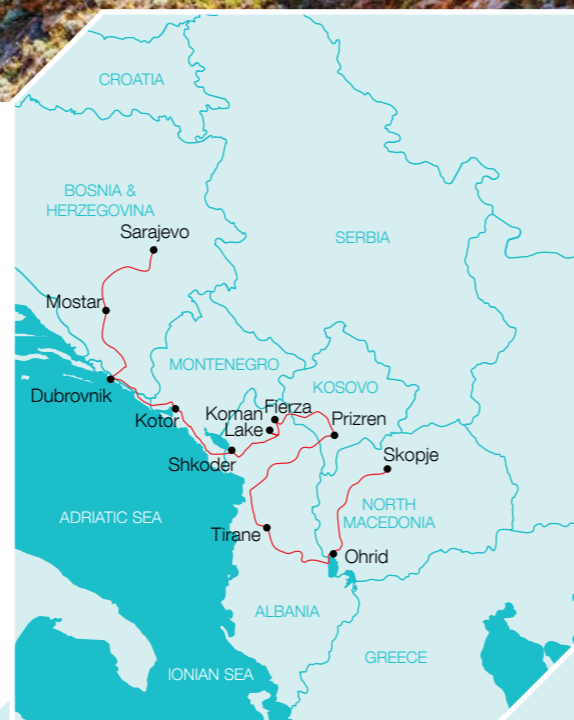 CROATIA
BOSNIA &
HERZEGOVINA
Sarajevo
SERBIA
Mostar
MONTENEGRO
KOSOVO
Dubrovnik
Kotor
Koman
Lake
Fierza
Prizren
Shkoder
Skopje
NORTH
MACEDONIA
ADRIATIC SEA
Tirane
Ohrid
ALBANIA
GREECE
IONIAN SEA